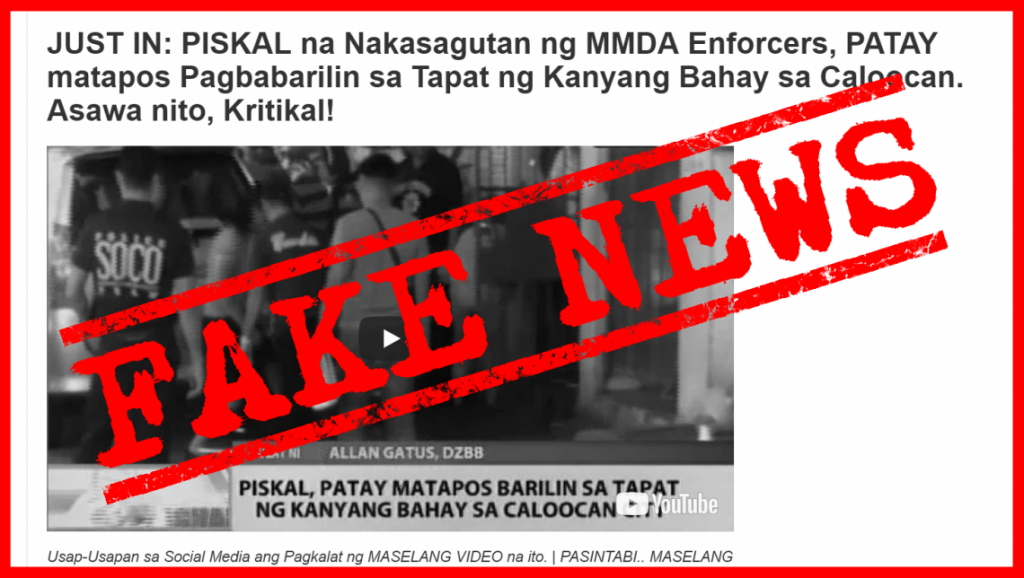 JUST IN: PISKAL na Nakasagutan ng MMDA Enforcers, PATAY
matapos Pagbabarilin sa Tapat ng Kanyang Bahay sa Caloocan.
Asawa nito, Kritikal!
SOCO
FAKE NEWS
ALLAN GATUS, DZBB
PISKAL, PATAY MATAPOS BARILIN SA TAPAT
NG KANYANG BAHAY SA CALOOCAN CITY
YouTube
Usap-Usapan sa Social Media ang Pagkalat ng MASELANG VIDEO na ito. | PASINTABI.. MASELANG